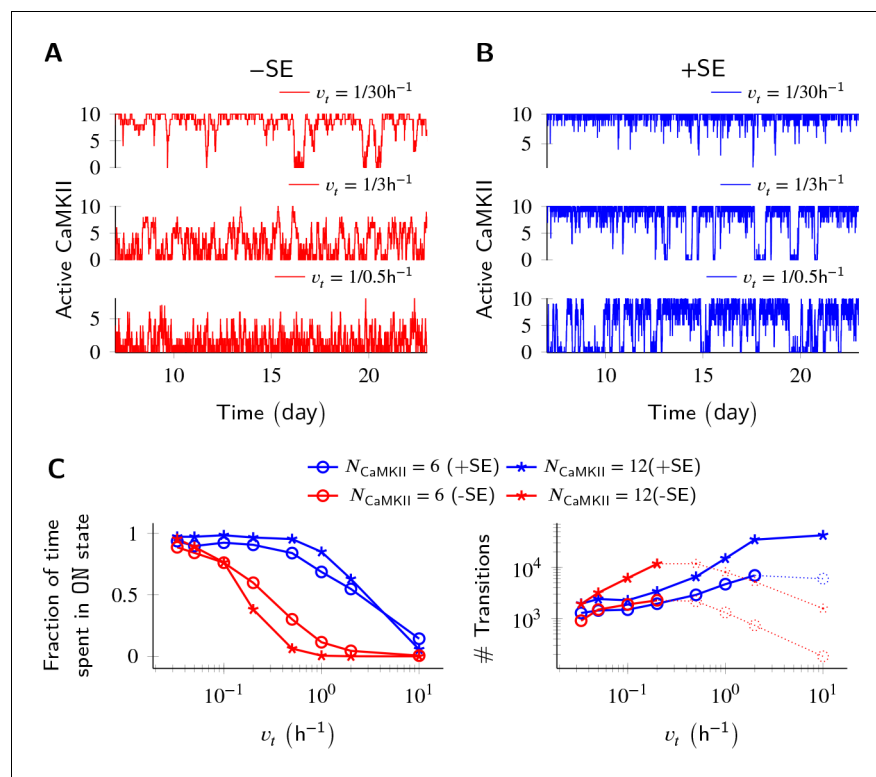 A
−SE
v_t = 1/30h⁻¹
10
5
0
v_t = 1/3h⁻¹
10
5
0
v_t = 1/0.5h⁻¹
5
0
10 15 20
Active CaMKII
Time (day)
B
+SE
v_t = 1/30h⁻¹
10
5
v_t = 1/3h⁻¹
10
5
0
v_t = 1/0.5h⁻¹
10
5
0
10 15 20
Active CaMKII
Time (day)
C
N_CaMKII = 6 (+SE) N_CaMKII = 12(+SE)
N_CaMKII = 6 (-SE) N_CaMKII = 12(-SE)
Fraction of time
spent in ON state
1
0.5
0
10⁻¹ 10⁰ 10¹
v_t (h⁻¹)
# Transitions
10⁴
10³
10⁻¹ 10⁰ 10¹
v_t (h⁻¹)